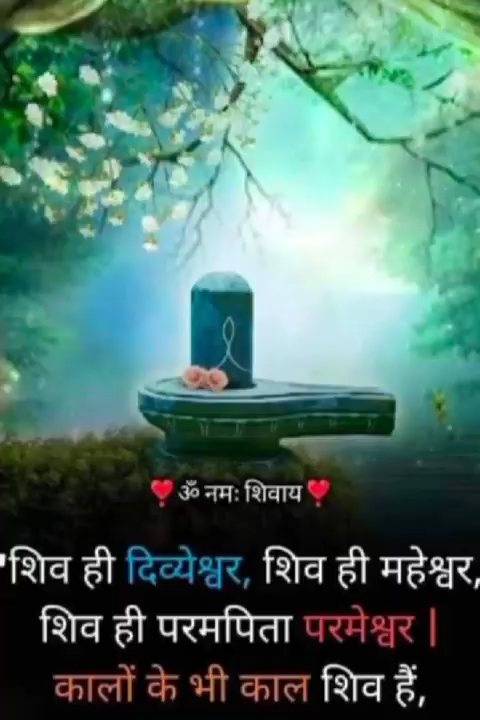 ❤️ॐ नमः शिवाय❤️
"शिव ही दिव्येश्वर, शिव ही महेश्वर,
शिव ही परमपिता परमेश्वर |
कालों के भी काल शिव हैं,